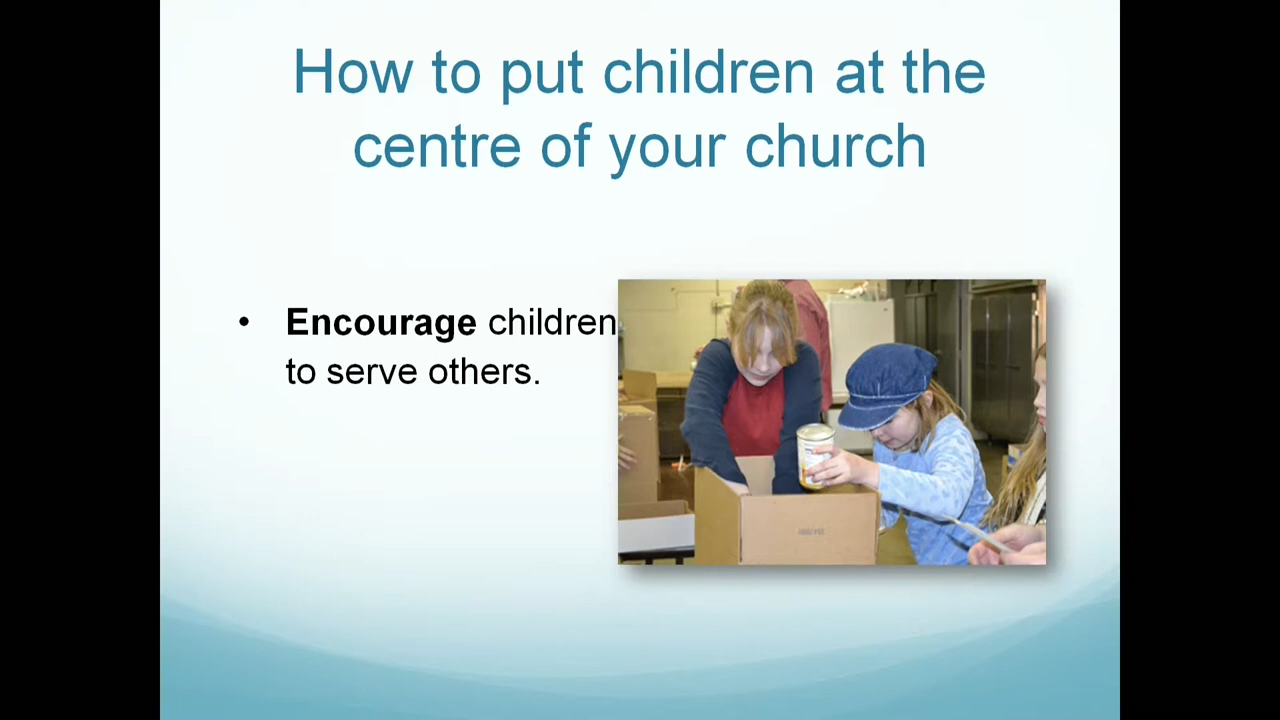 How to put children at the
centre of your church
• Encourage children
to serve others.